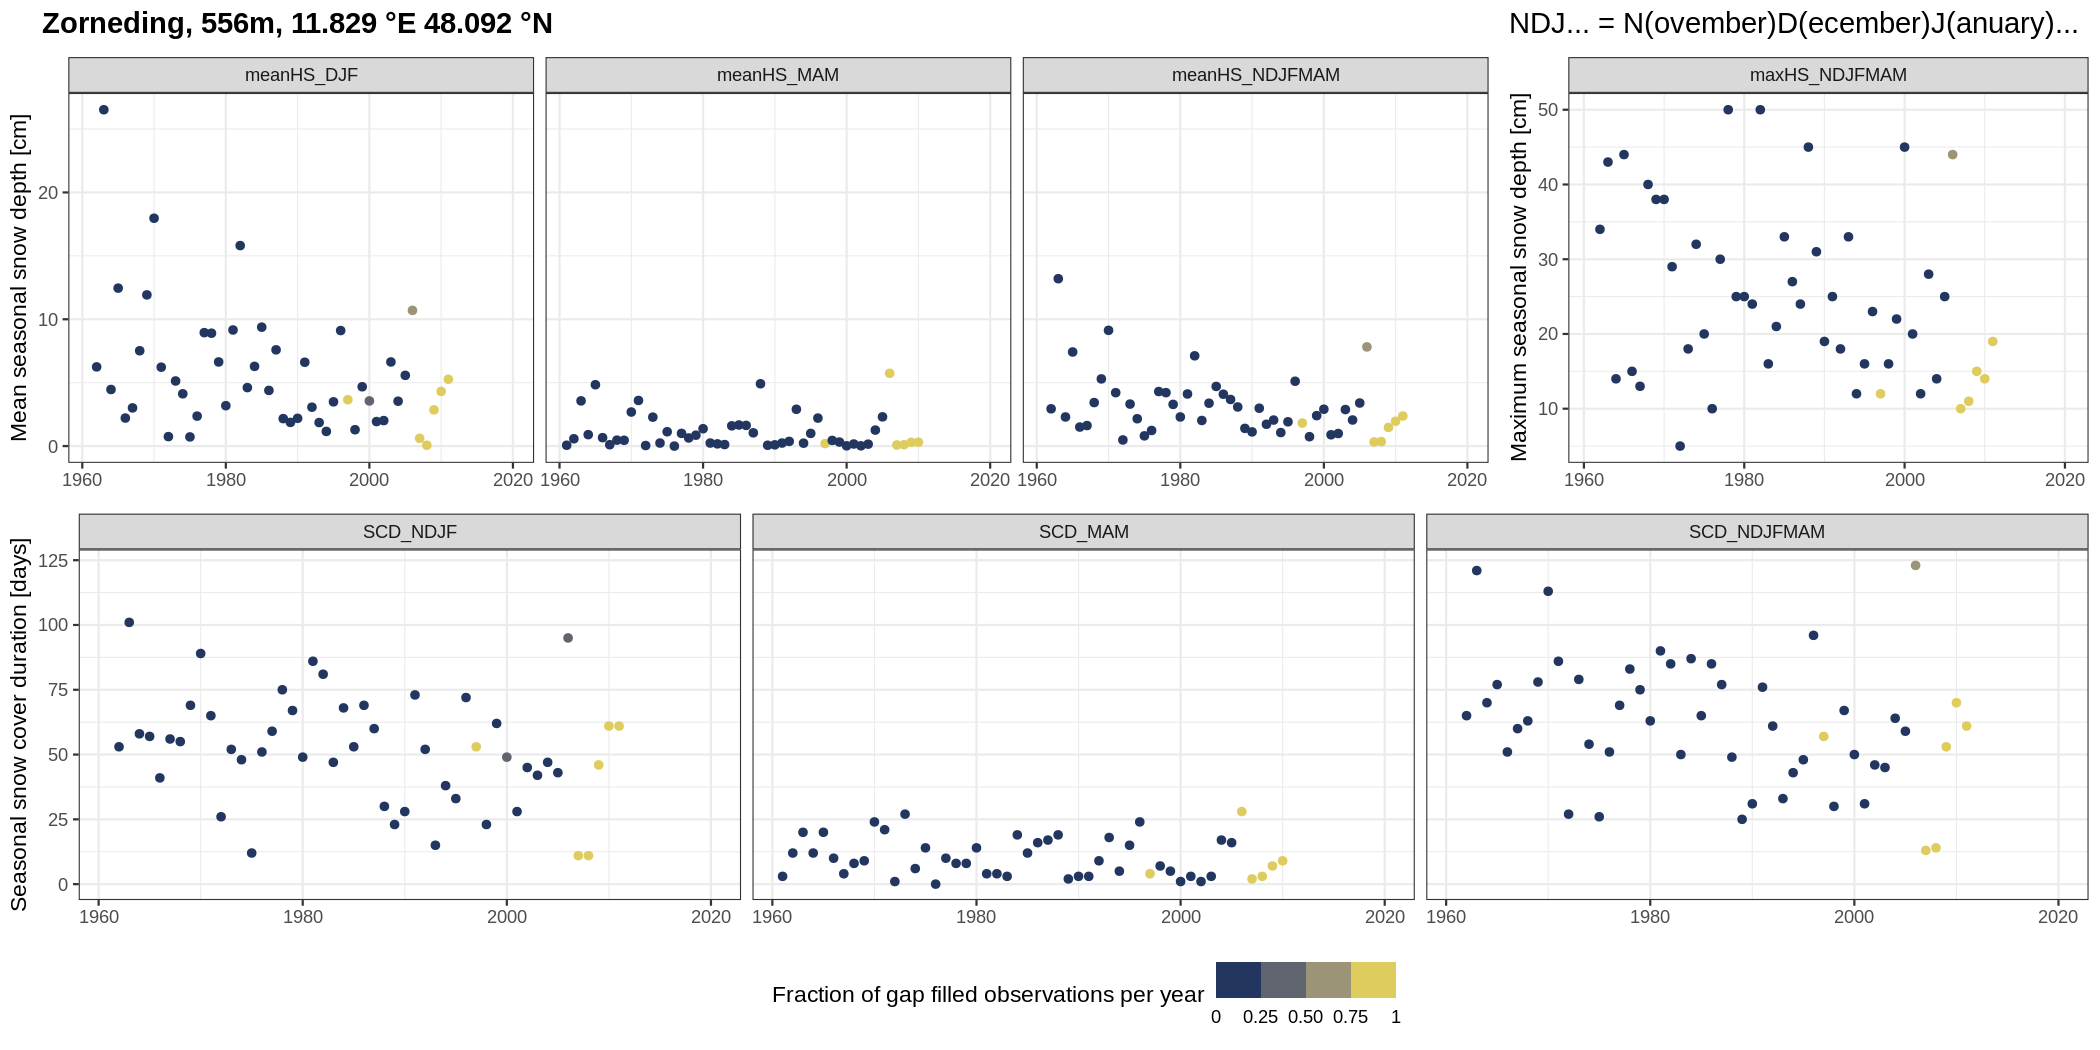 Zorneding, 556m, 11.829 °E 48.092 °N
NDJ... = N(ovember)D(ecember)J(anuary)...
meanHS_DJF
meanHS_MAM
meanHS_NDJFMAM
maxHS_NDJFMAM
Mean seasonal snow depth [cm]
20
10
0
1960 1980 2000 2020
1960 1980 2000 2020
1960 1980 2000 2020
Maximum seasonal snow depth [cm]
50
40
30
20
10
1960 1980 2000 2020
SCD_NDJF
SCD_MAM
SCD_NDJFMAM
Seasonal snow cover duration [days]
125
100
75
50
25
0
1960 1980 2000 2020
1960 1980 2000 2020
1960 1980 2000 2020
Fraction of gap filled observations per year
0 0.25 0.50 0.75 1